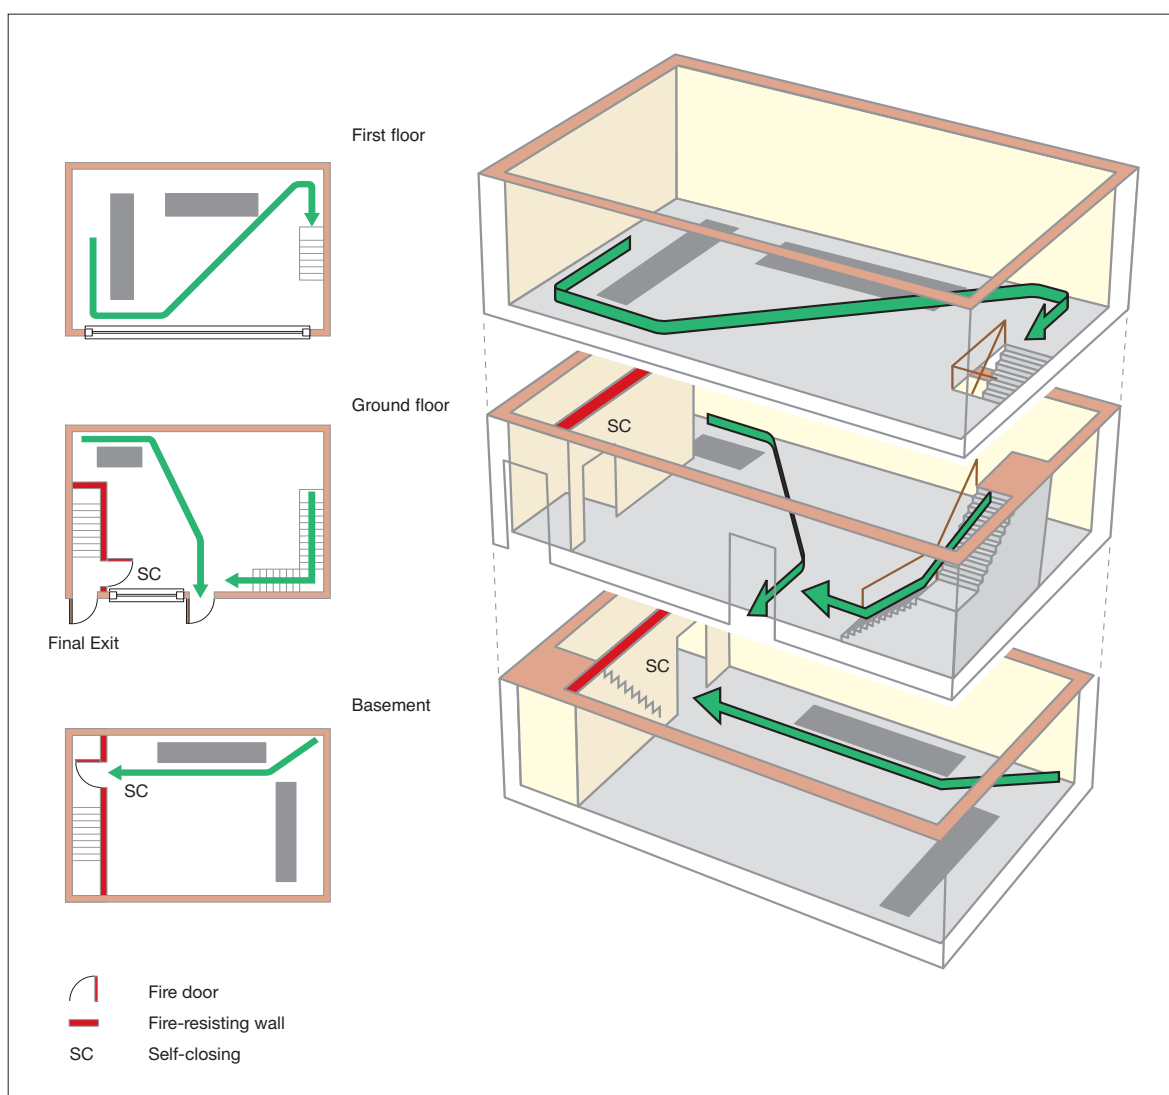 First floor
Ground floor
SC
SC
Final Exit
SC
Basement
SC
Fire door
Fire-resisting wall
SC Self-closing